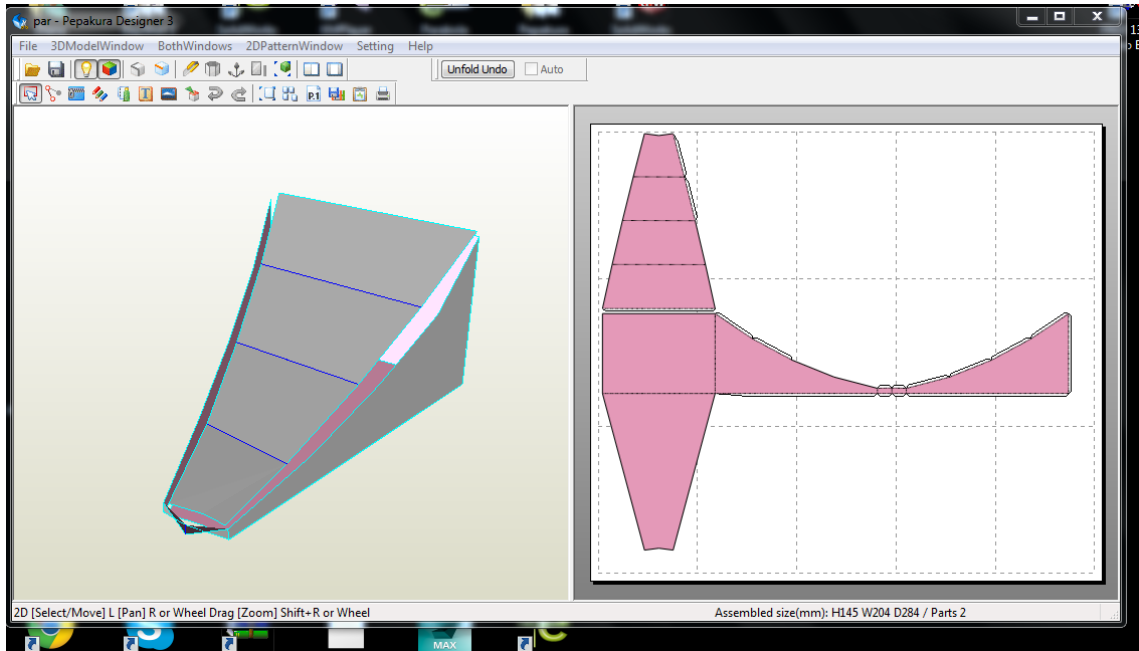 par - Pepakura Designer 3
File 3DModelWindow BothWindows 2DPatternWindow Setting Help
Unfold Undo Auto
2D [Select/Move] L [Pan] R or Wheel Drag [Zoom] Shift+R or Wheel Assembled size(mm): H145 W204 D284 / Parts 2
MAX